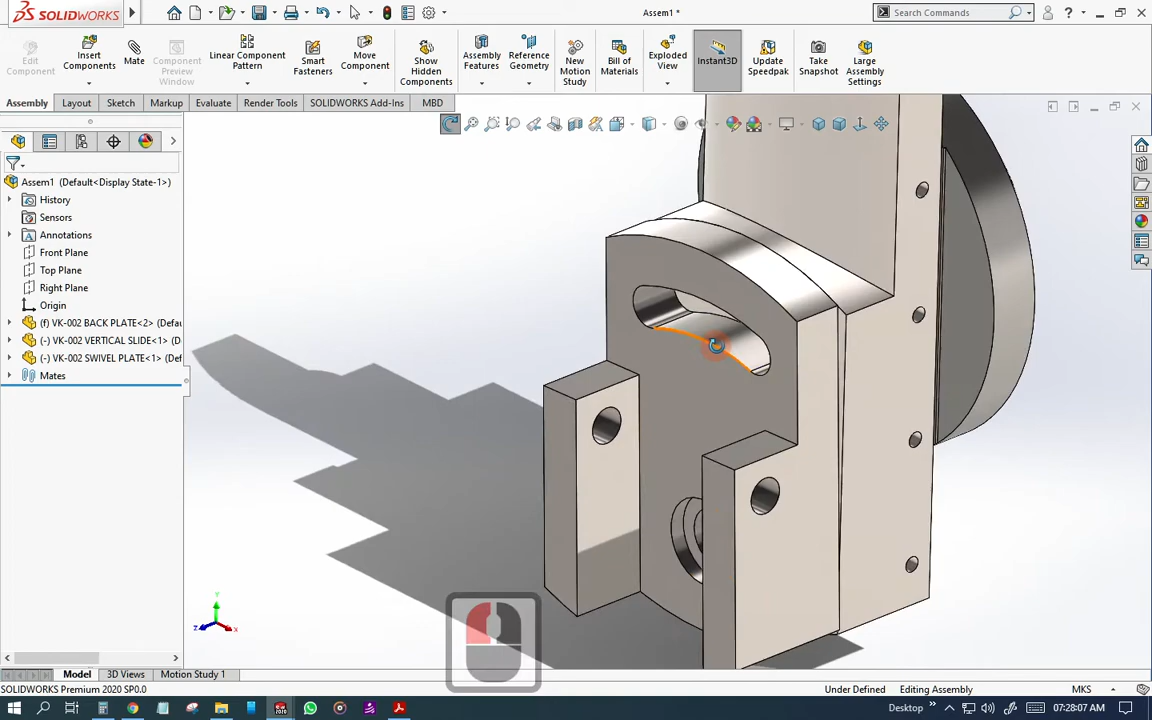 SOLIDWORKS
Assem1 *
Search Commands
Edit
Component
Insert
Components
Mate
Component
Preview
Window
Linear Component
Pattern
Smart
Fasteners
Move
Component
Show
Hidden
Components
Assembly
Features
Reference
Geometry
New
Motion
Study
Bill of
Materials
Exploded
View
Instant3D
Update
Speedpak
Take
Snapshot
Large
Assembly
Settings
Assembly
Layout
Sketch
Markup
Evaluate
Render Tools
SOLIDWORKS Add-Ins
MBD
Assem1 (Default<Display State-1>)
History
Sensors
Annotations
Front Plane
Top Plane
Right Plane
Origin
(f) VK-002 BACK PLATE<2> (Defau
(-) VK-002 VERTICAL SLIDE<1> (D
(-) VK-002 SWIVEL PLATE<1> (Def
Mates
Y
Z
X
Model
3D Views
Motion Study 1
SOLIDWORKS Premium 2020 SP0.0
Under Defined
Editing Assembly
MKS
Desktop
07:28:07 AM